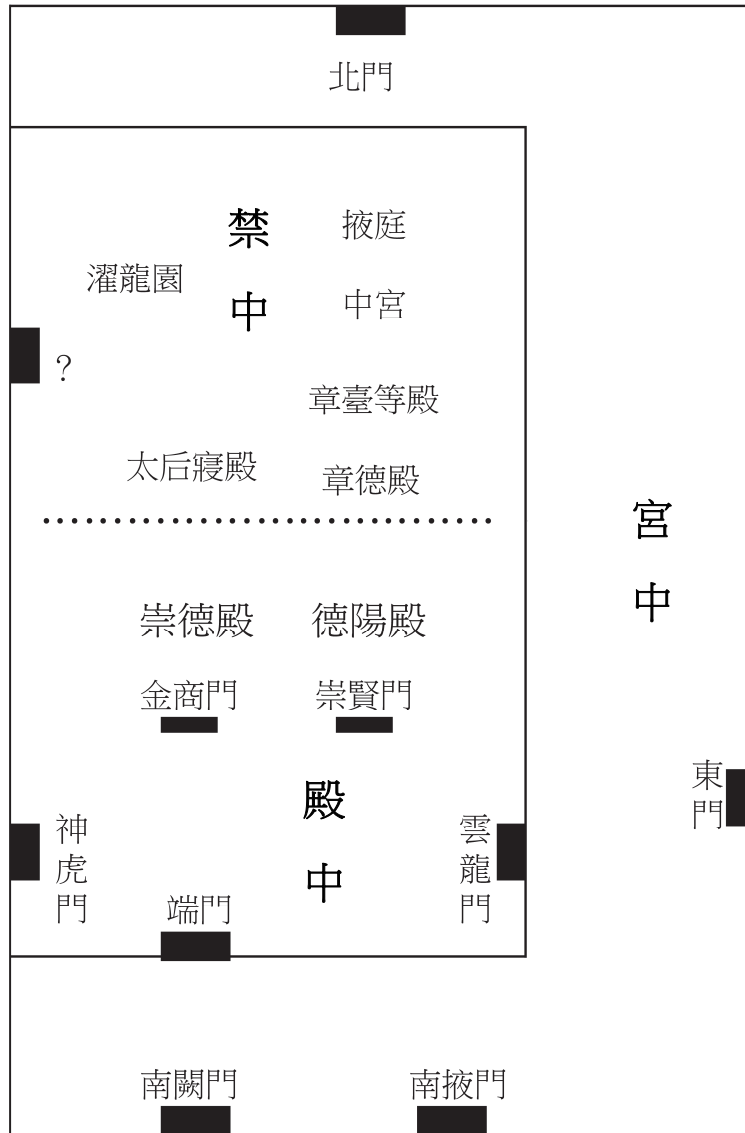 北門
禁中
掖庭
濯龍園
中宮
?
章臺等殿
太后寢殿
章德殿
宮中
崇德殿
德陽殿
金商門
崇賢門
殿中
東門
神虎門
雲龍門
端門
南闕門
南掖門